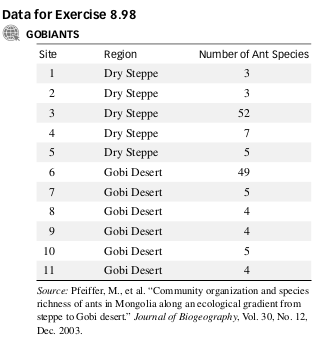 Data for Exercise 8.98
GOBIANTS
Site Region Number of Ant Species
1 Dry Steppe 3
2 Dry Steppe 3
3 Dry Steppe 52
4 Dry Steppe 7
5 Dry Steppe 5
6 Gobi Desert 49
7 Gobi Desert 5
8 Gobi Desert 4
9 Gobi Desert 4
10 Gobi Desert 5
11 Gobi Desert 4
Source: Pfeiffer, M., et al. “Community organization and species
richness of ants in Mongolia along an ecological gradient from
steppe to Gobi desert.” Journal of Biogeography, Vol. 30, No. 12,
Dec. 2003.